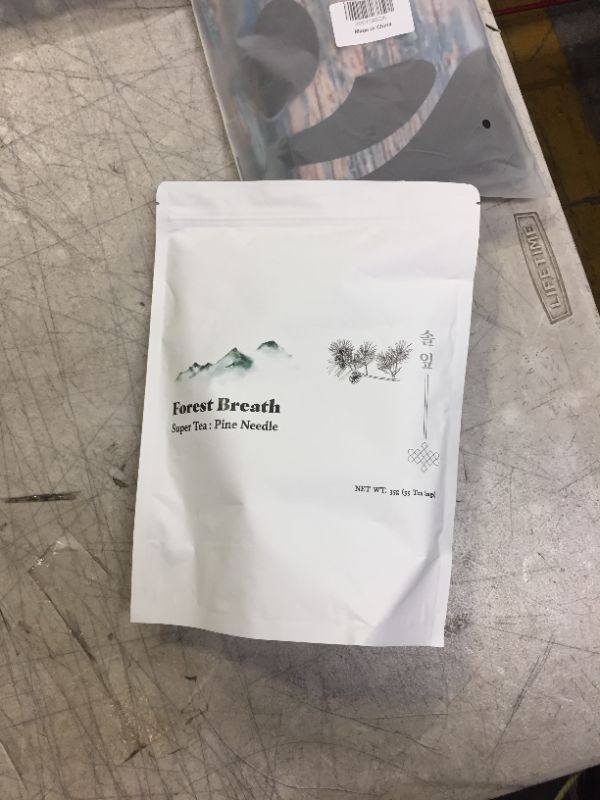 Made in China
LIFETIME
솔
잎
Forest Breath
Super Tea : Pine Needle
NET WT. 35g (35 Tea bags)